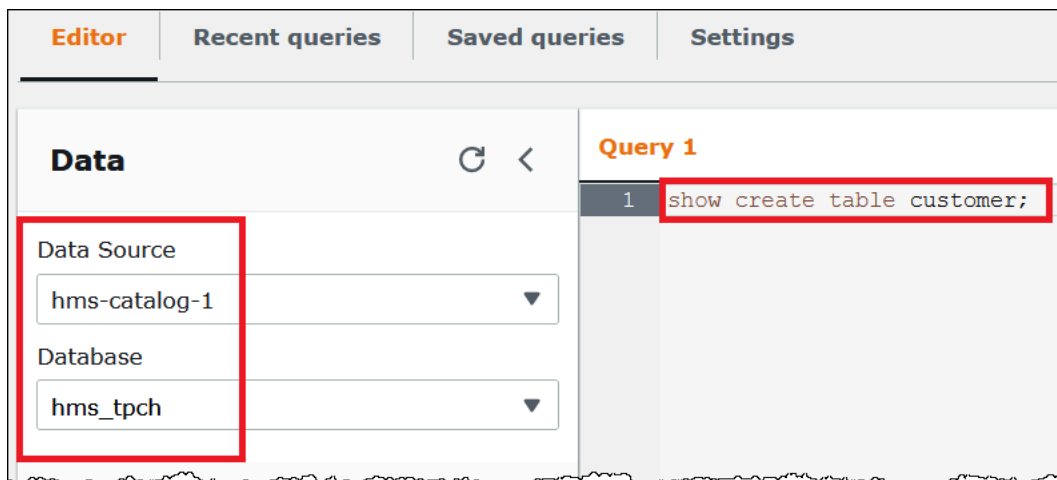 Editor Recent queries Saved queries Settings
Data
Data Source
hms-catalog-1
Database
hms_tpch
Query 1
1 show create table customer;